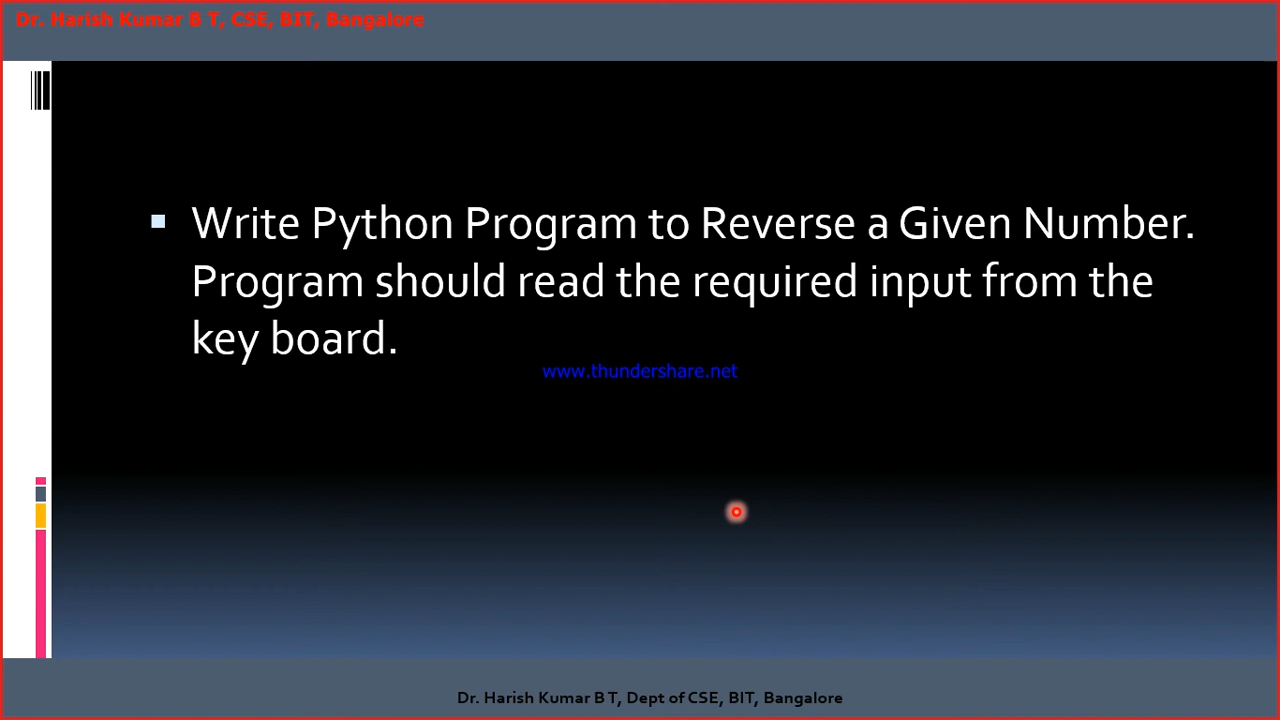 Dr. Harish Kumar B T, CSE, BIT, Bangalore
Write Python Program to Reverse a Given Number.
Program should read the required input from the
key board.
www.thundershare.net
Dr. Harish Kumar B T, Dept of CSE, BIT, Bangalore